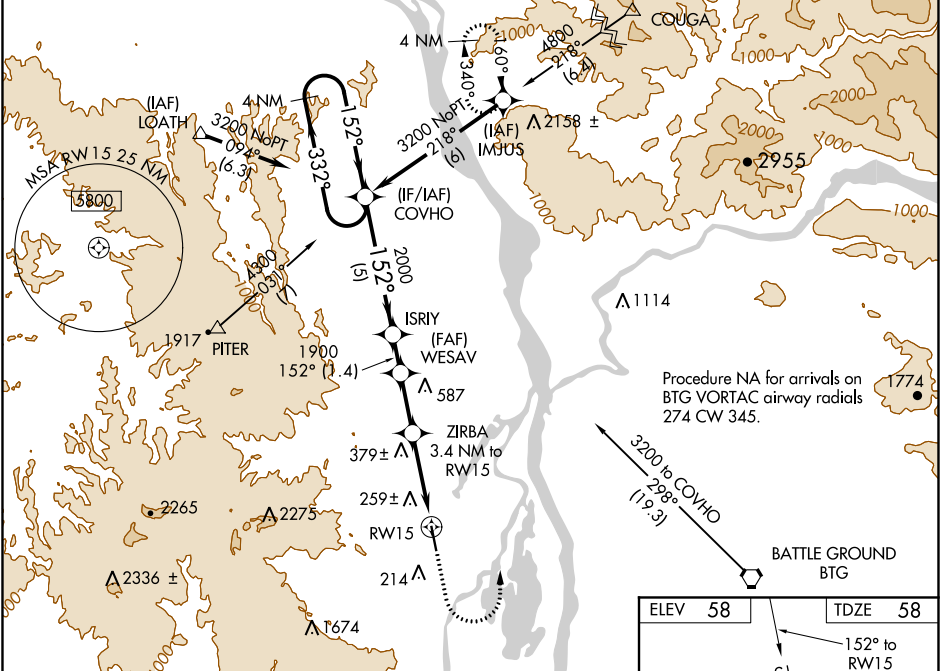 COUGA
1000
4800
218°
(6.4)
1000
4 NM
160°
340°
1000
2000
(IAF)
LOATH
4 NM
3200 NoPT
094°
(6.3)
152°
332°
3200 NoPT
218°
(6)
(IAF)
IMJUS
2158 ±
2000
1000
2955
MSA RW15 25 NM
5800
(IF/IAF)
COVHO
1000
1000
4300
031°
(7)
2000
152°
(5)
1114
1917
PITER
ISRIY
(FAF)
WESAV
1900
152° (1.4)
587
Procedure NA for arrivals on
BTG VORTAC airway radials
274 CW 345.
1774
ZIRBA
3.4 NM to
RW15
379±
3200 to COVHO
298°
(19.3)
259±
RW15
2265
2275
214
2336 ±
1674
BATTLE GROUND
BTG
ELEV 58
TDZE 58
152° to
RW15